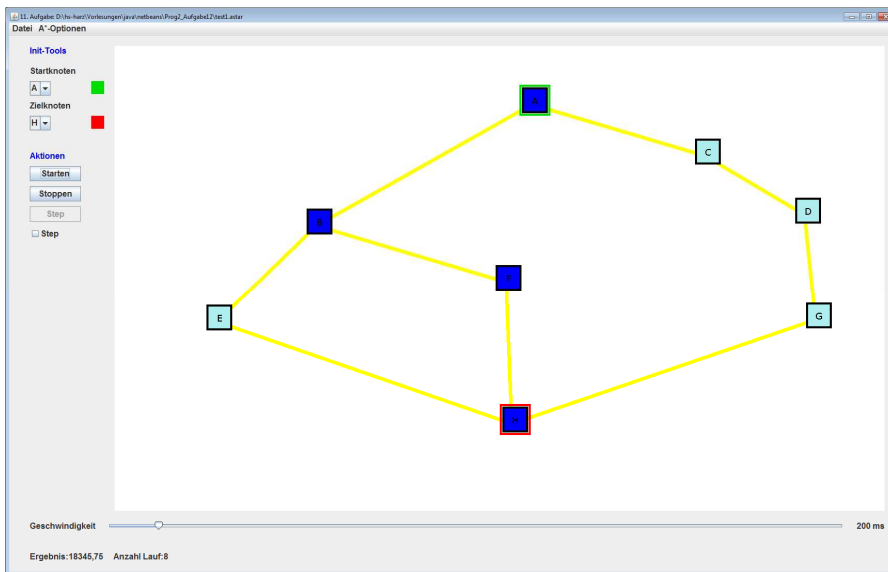 11. Aufgabe: D:\hs-harz\Vorlesungen\java\netbeans\Prog2_Aufgabe12\test1.astar
Datei A*-Optionen
Init-Tools
Startknoten
A
Zielknoten
H
Aktionen
Starten
Stoppen
Step
Step
A
C
D
B
F
E
G
H
Geschwindigkeit
200 ms
Ergebnis:18345,75 Anzahl Lauf:8